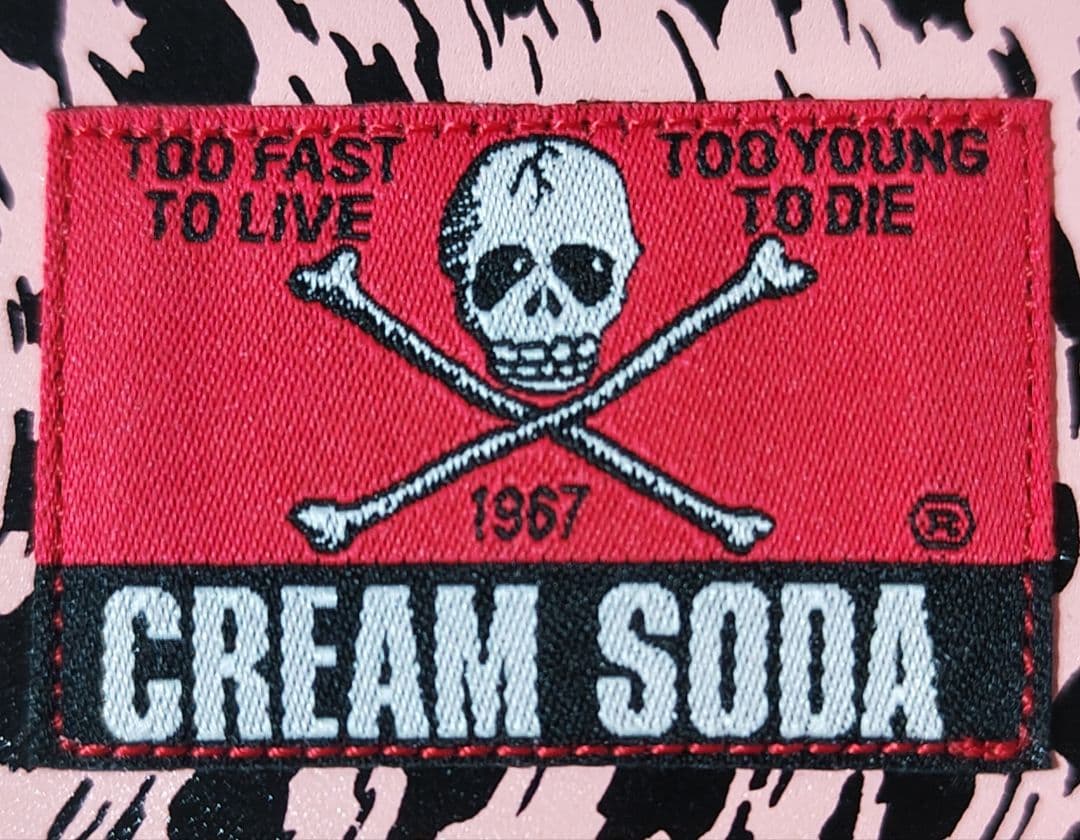 TOO FAST
TO LIVE
TOO YOUNG
TO DIE
1967
®
CREAM SODA